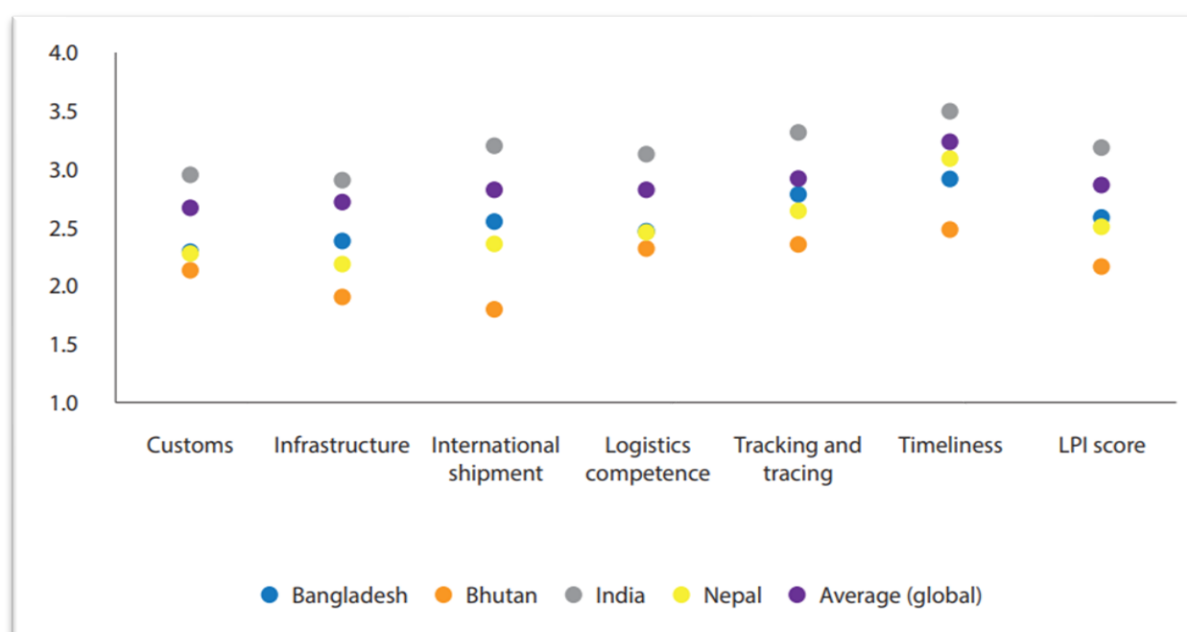 4.0
3.5
3.0
2.5
2.0
1.5
1.0
Customs
Infrastructure
International
shipment
Logistics
competence
Tracking and
tracing
Timeliness
LPI score
Bangladesh
Bhutan
India
Nepal
Average (global)